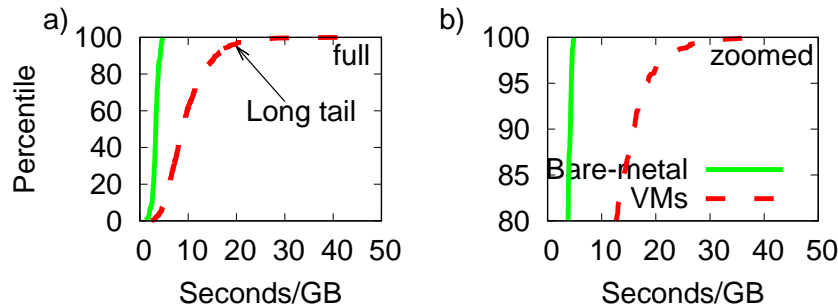 a)
Percentile
100
80
60
40
20
0
full
Long tail
0 10 20 30 40 50
Seconds/GB
b)
100
95
90
85
80
zoomed
Bare-metal
VMs
0 10 20 30 40 50
Seconds/GB